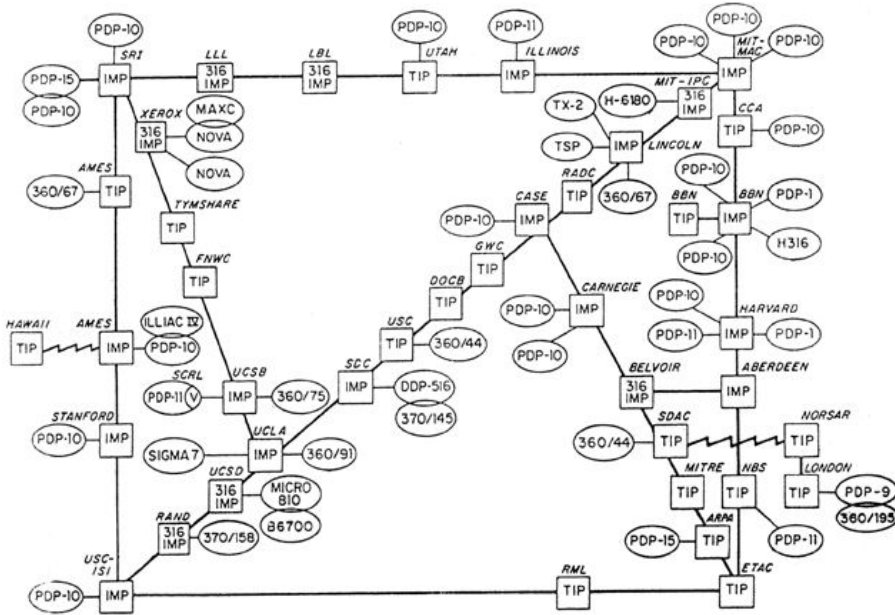 PDP-10
SRI
IMP
PDP-15
PDP-10
LLL
316
IMP
LBL
316
IMP
PDP-10
UTAH
TIP
PDP-11
ILLINOIS
IMP
PDP-10
PDP-10
MIT-
MAC
PDP-10
IMP
MIT-IPC
316
IMP
H-6180
XEROX
316
IMP
MAXC
NOVA
NOVA
TX-2
TSP
IMP
LINCOLN
360/67
CCA
TIP
PDP-10
AMES
360/67
TIP
RADC
TIP
PDP-10
BBN
TIP
BBN
IMP
PDP-1
PDP-10
H316
TYMSHARE
TIP
CASE
PDP-10
IMP
GWC
TIP
FNWC
TIP
DOCB
TIP
CARNEGIE
PDP-10
IMP
PDP-10
PDP-10
HARVARD
PDP-11
IMP
PDP-1
HAWAII
TIP
AMES
IMP
ILLIAC IV
PDP-10
USC
TIP
360/44
SCRL
PDP-11
V
UCSB
IMP
360/75
SDC
IMP
DDP-516
370/145
BELVOIR
316
IMP
ABERDEEN
IMP
STANFORD
PDP-10
IMP
UCLA
SIGMA 7
IMP
360/91
SDAC
360/44
TIP
NORSAR
TIP
UCSD
316
IMP
MICRO
810
B6700
MITRE
TIP
NBS
TIP
PDP-11
LONDON
TIP
PDP-9
360/195
RAND
316
IMP
370/158
ARPA
PDP-15
TIP
USC-
ISI
PDP-10
IMP
RML
TIP
ETAC
TIP